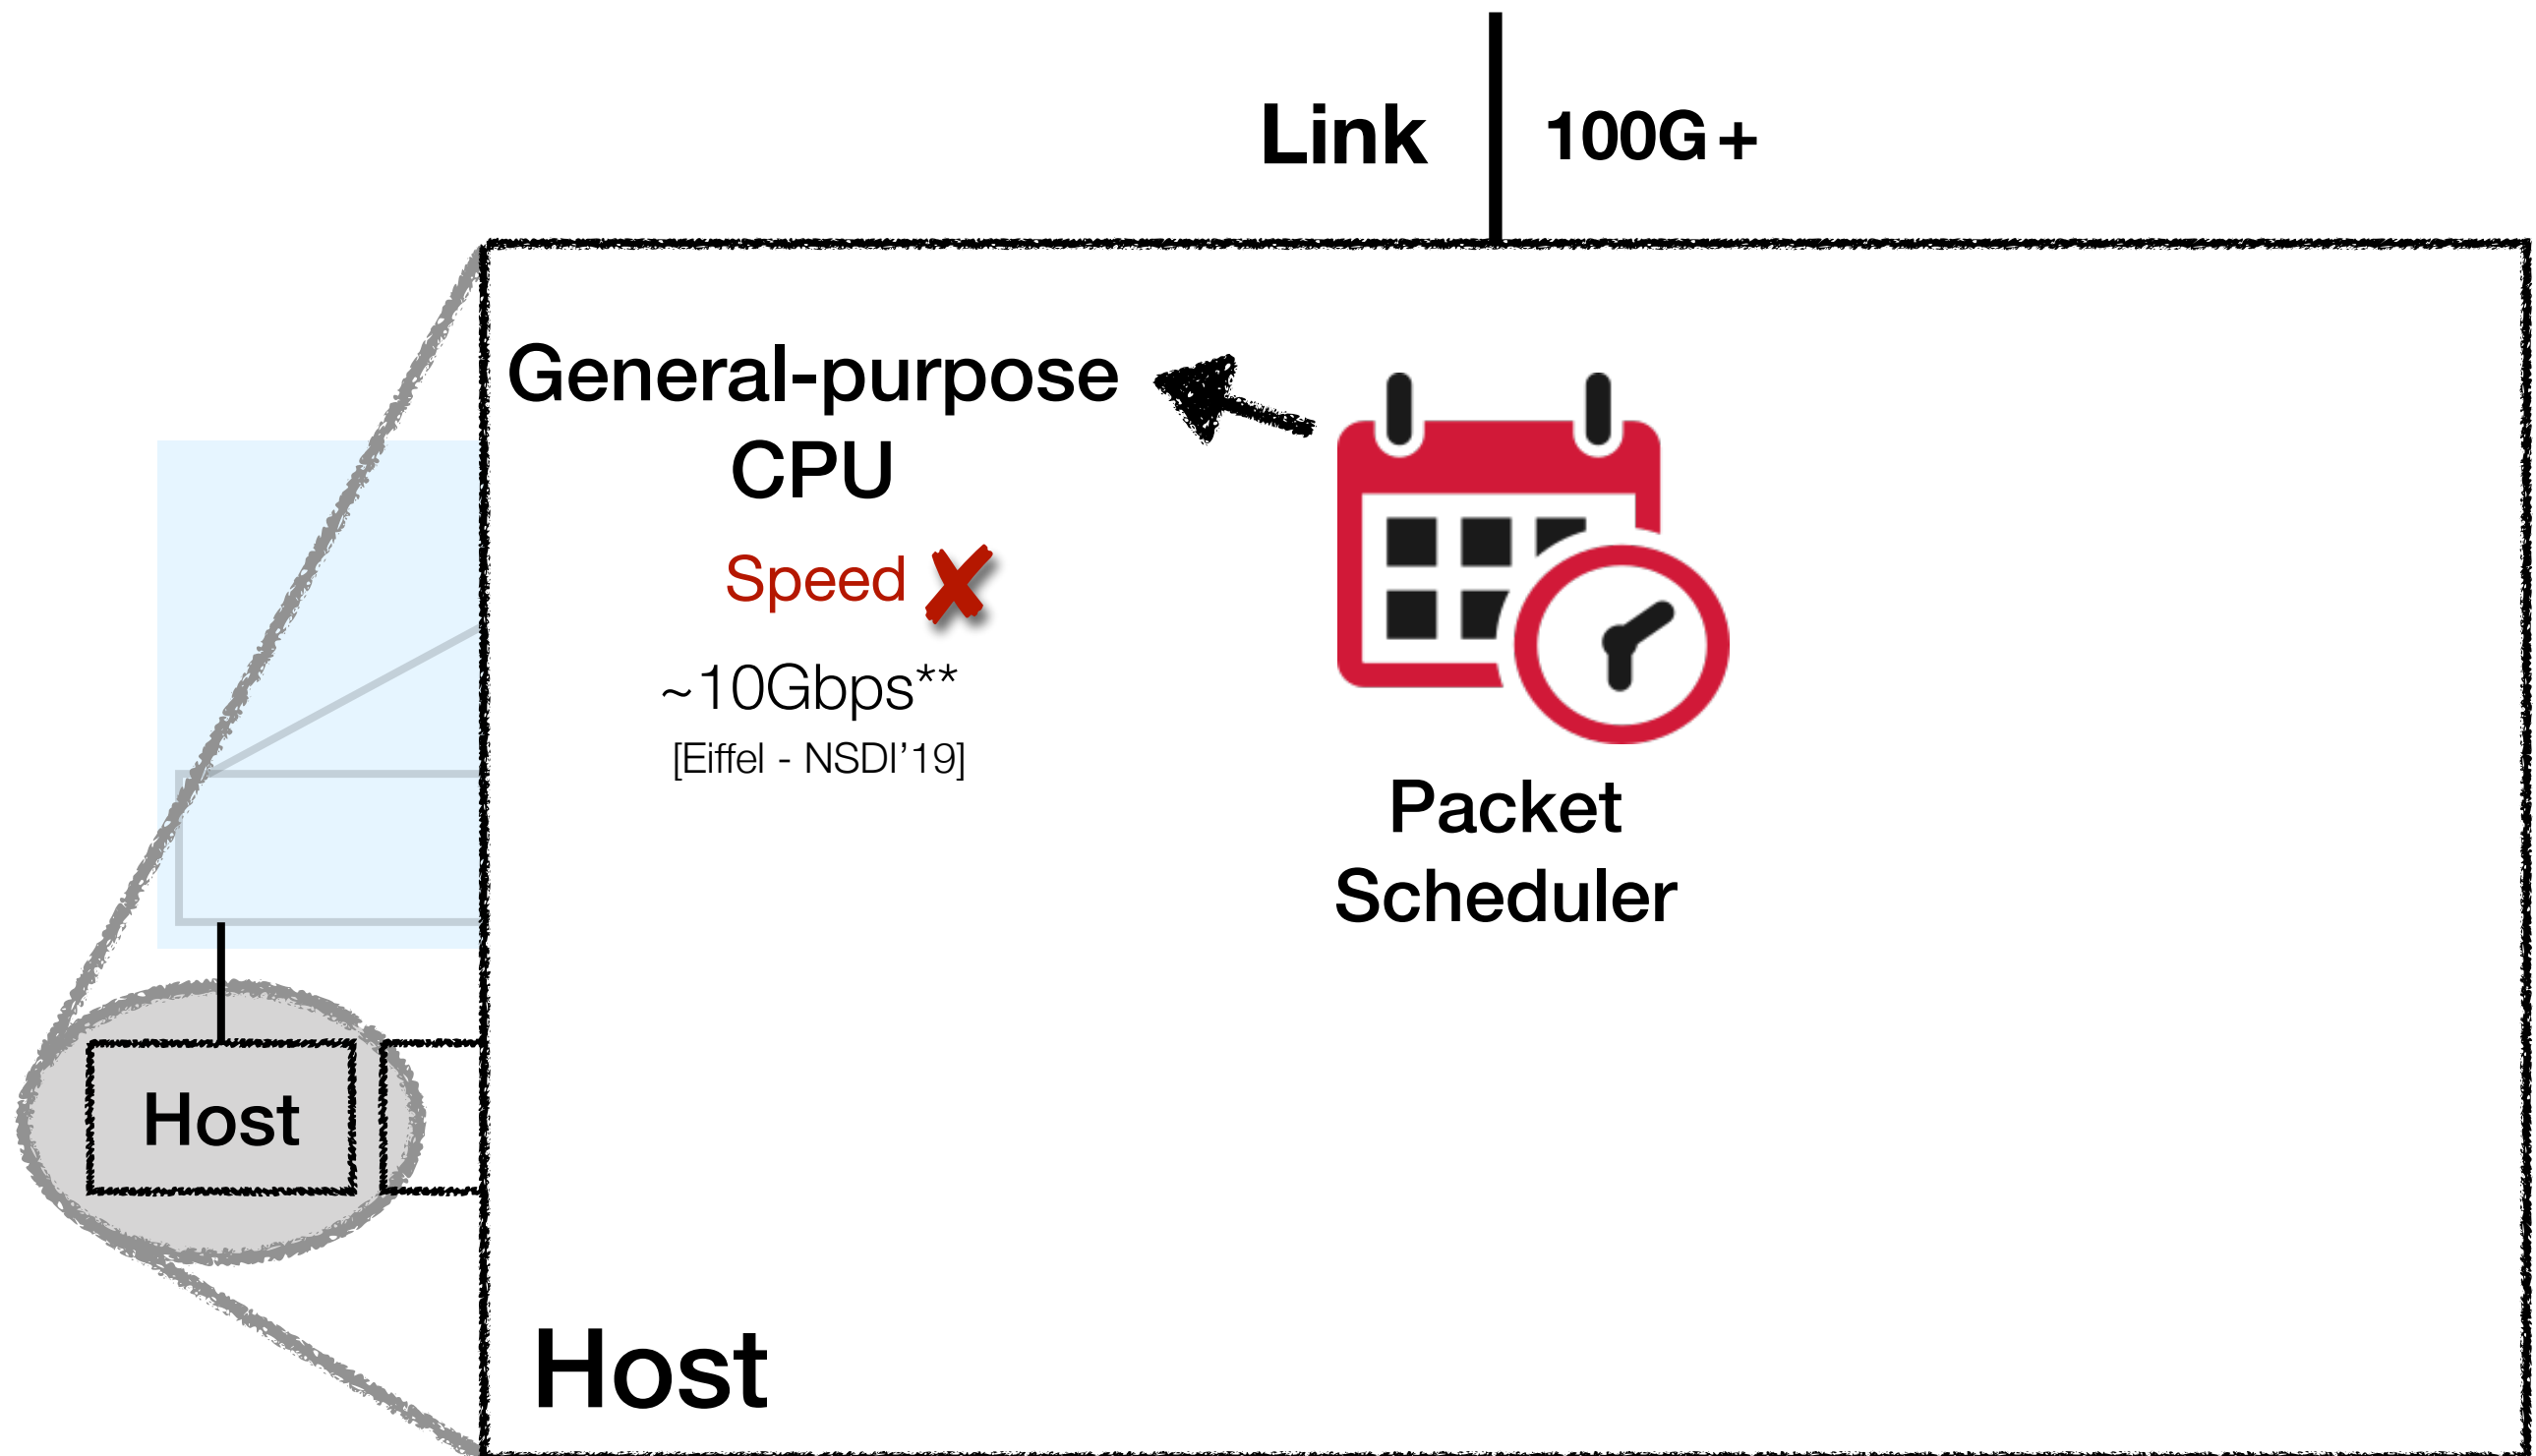 Link
100G+
General-purpose
CPU
Speed ✘
~10Gbps**
[Eiffel - NSDI’19]
Packet
Scheduler
Host
Host